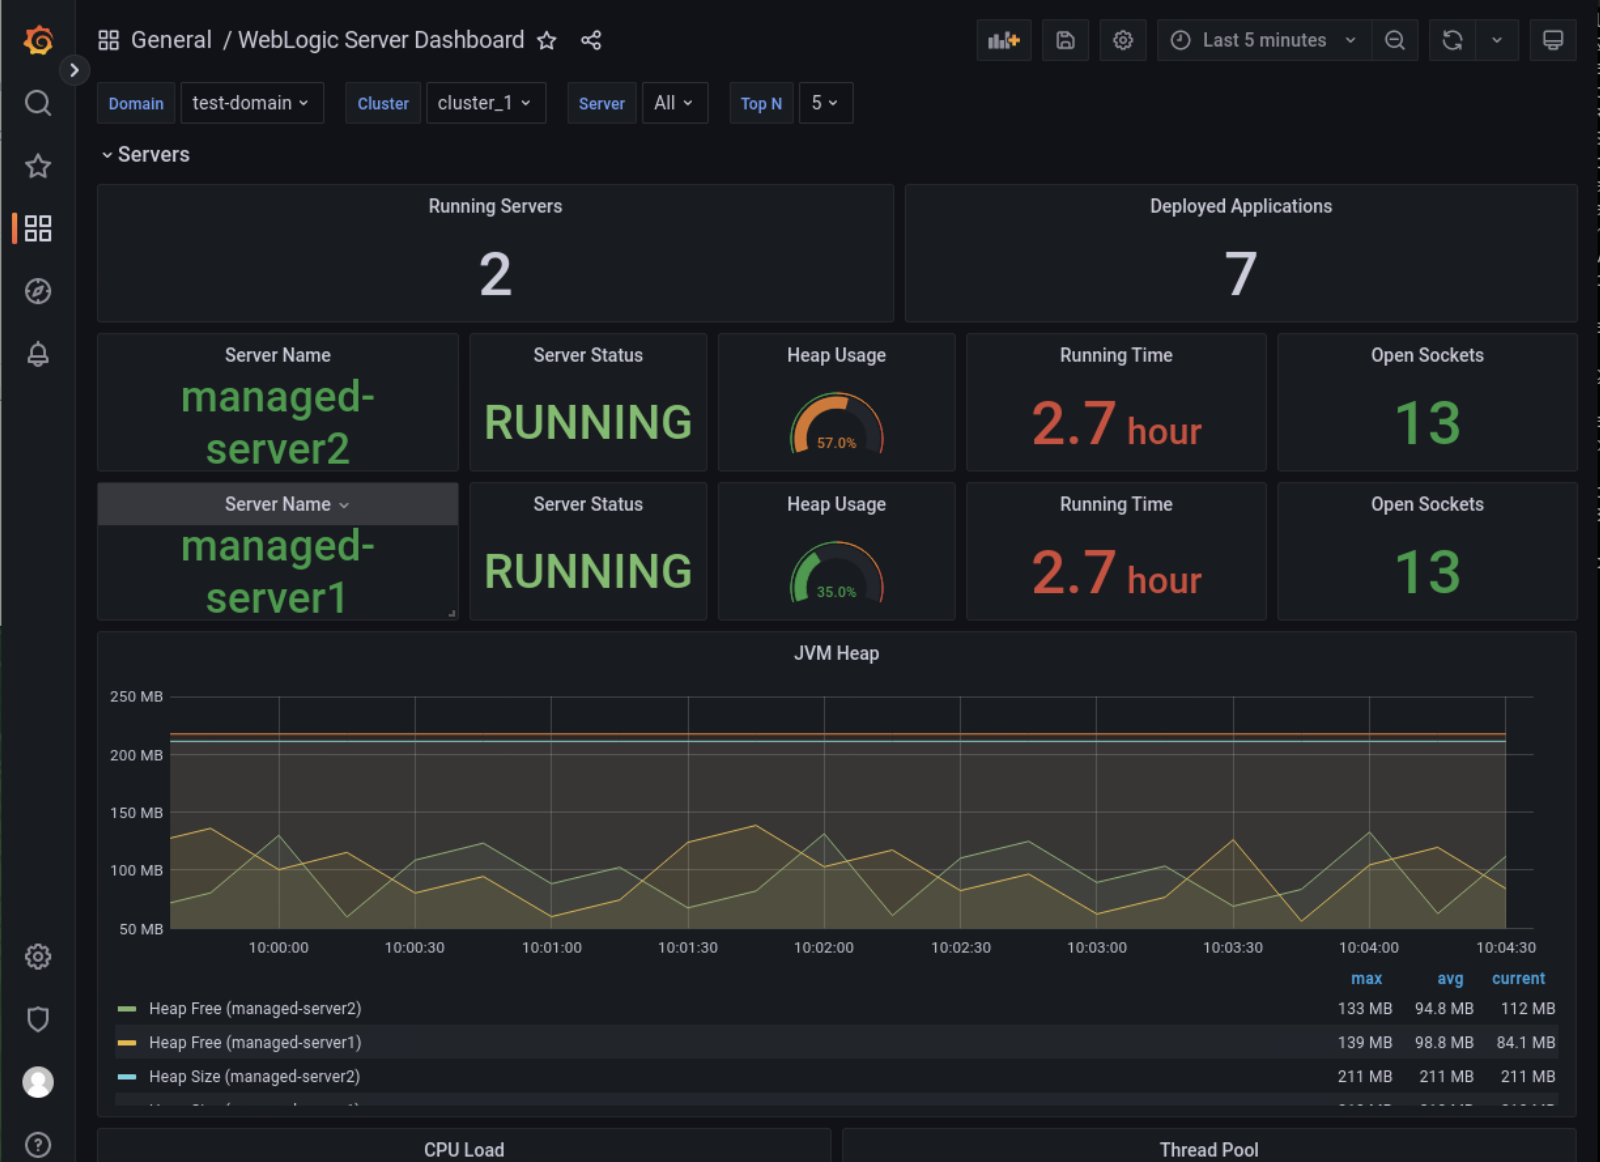 General / WebLogic Server Dashboard
Last 5 minutes
Domain test-domain Cluster cluster_1 Server All Top N 5
Servers
Running Servers
2
Deployed Applications
7
Server Name
managed-
server2
Server Status
RUNNING
Heap Usage
57.0%
Running Time
2.7 hour
Open Sockets
13
Server Name
managed-
server1
Server Status
RUNNING
Heap Usage
35.0%
Running Time
2.7 hour
Open Sockets
13
JVM Heap
250 MB
200 MB
150 MB
100 MB
50 MB
10:00:00 10:00:30 10:01:00 10:01:30 10:02:00 10:02:30 10:03:00 10:03:30 10:04:00 10:04:30
max avg current
Heap Free (managed-server2) 133 MB 94.8 MB 112 MB
Heap Free (managed-server1) 139 MB 98.8 MB 84.1 MB
Heap Size (managed-server2) 211 MB 211 MB 211 MB
CPU Load
Thread Pool